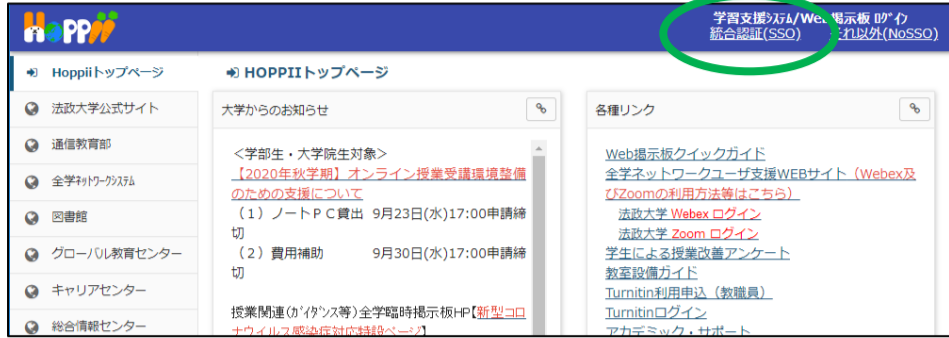 HOPPII
学習支援ｼｽﾃﾑ/Web掲示板 ﾛｸﾞｲﾝ
統合認証(SSO) それ以外(NoSSO)
Hoppiiトップページ
法政大学公式サイト
通信教育部
全学ﾈｯﾄﾜｰｸｼｽﾃﾑ
図書館
グローバル教育センター
キャリアセンター
総合情報センター
HOPPIIトップページ
大学からのお知らせ
＜学部生・大学院生対象＞
【2020年秋学期】オンライン授業受講環境整備
のための支援について
（１）ノートＰＣ貸出 9月23日(水)17:00申請締
切
（２）費用補助 9月30日(水)17:00申請締
切
授業関連(ｶﾞｲﾀﾞﾝｽ等)全学臨時掲示板HP【新型コロ
ナウイルス感染症対応特設ページ】
各種リンク
Web掲示板クイックガイド
全学ネットワークユーザ支援WEBサイト（Webex及
びZoomの利用方法等はこちら）
法政大学 Webex ログイン
法政大学 Zoom ログイン
学生による授業改善アンケート
教室設備ガイド
Turnitin利用申込（教職員）
Turnitinログイン
アカデミック・サポート